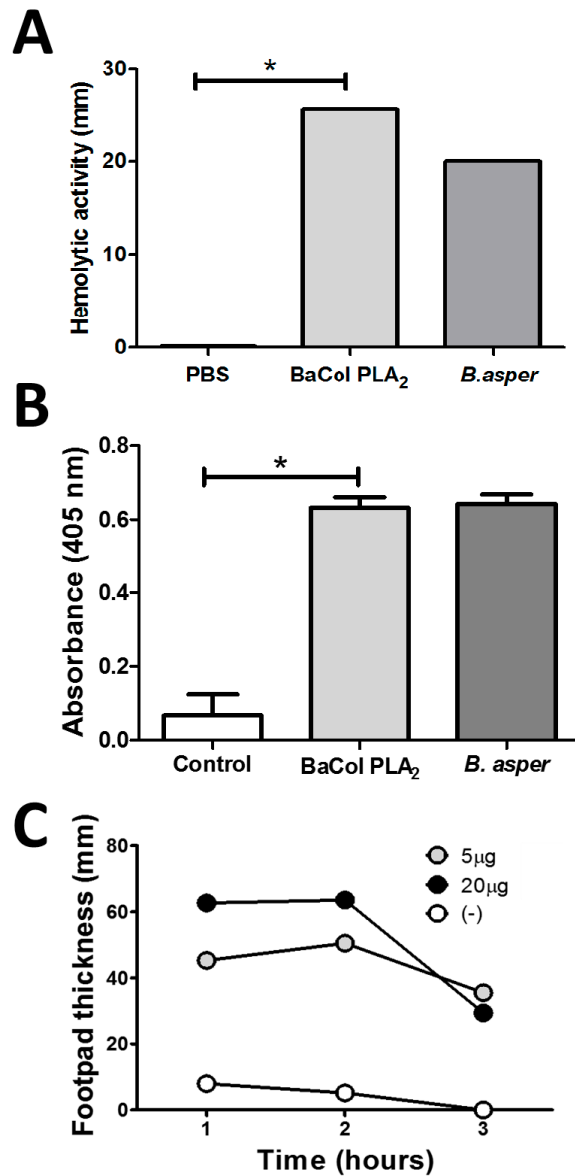 A
Hemolytic activity (mm)
30
20
10
0
*
PBS
BaCol PLA₂
B.asper
B
Absorbance (405 nm)
0.8
0.6
0.4
0.2
0.0
*
Control
BaCol PLA₂
B. asper
C
Footpad thickness (mm)
80
60
40
20
0
5µg
20µg
(-)
1
2
3
Time (hours)